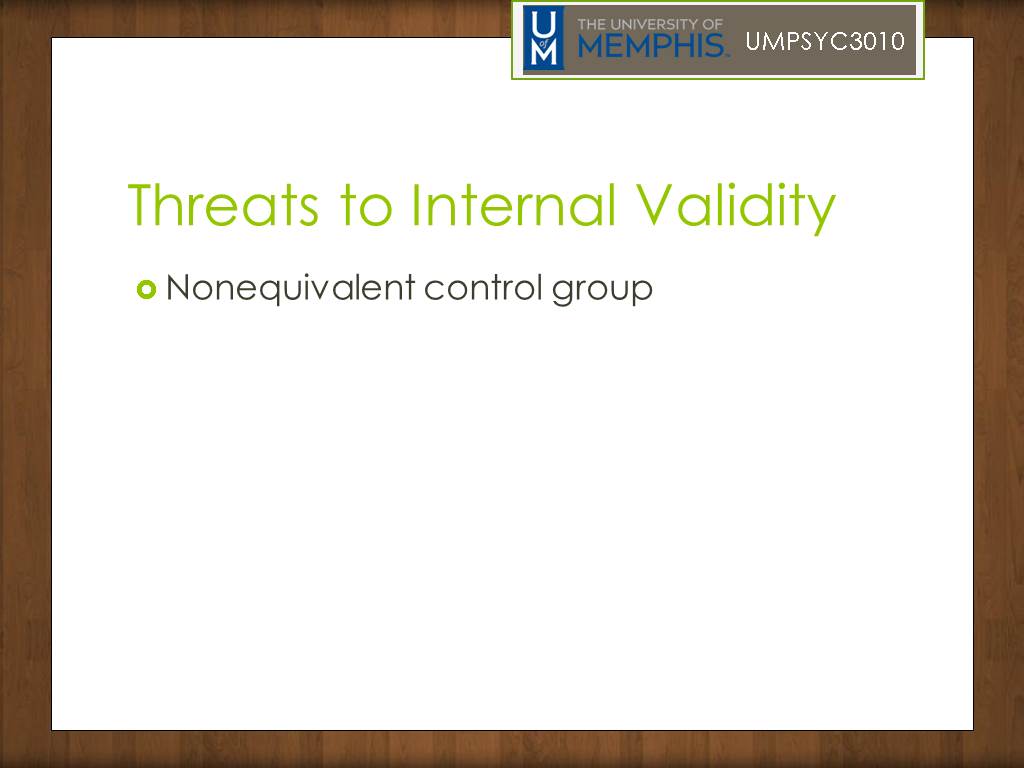 U
of
M
THE UNIVERSITY OF
MEMPHIS.
UMPSYC3010
Threats to Internal Validity
Nonequivalent control group